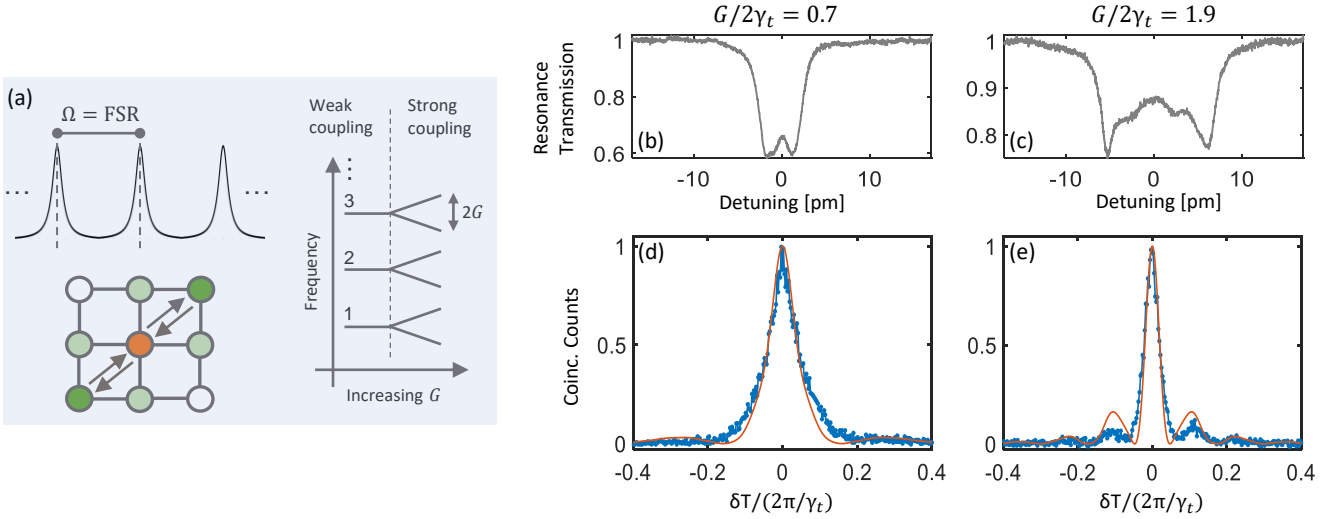 (a)
Ω = FSR
...
...
Weak coupling
Strong coupling
⋮
3
2
1
2G
Frequency
Increasing G
G/2γₜ = 0.7
1
0.8
0.6
(b)
Resonance Transmission
-10
0
10
Detuning [pm]
G/2γₜ = 1.9
1
0.9
0.8
(c)
-10
0
10
Detuning [pm]
(d)
1
0.5
0
Coinc. Counts
-0.4
-0.2
0
0.2
0.4
δT/(2π/γₜ)
(e)
1
0.5
0
-0.4
-0.2
0
0.2
0.4
δT/(2π/γₜ)